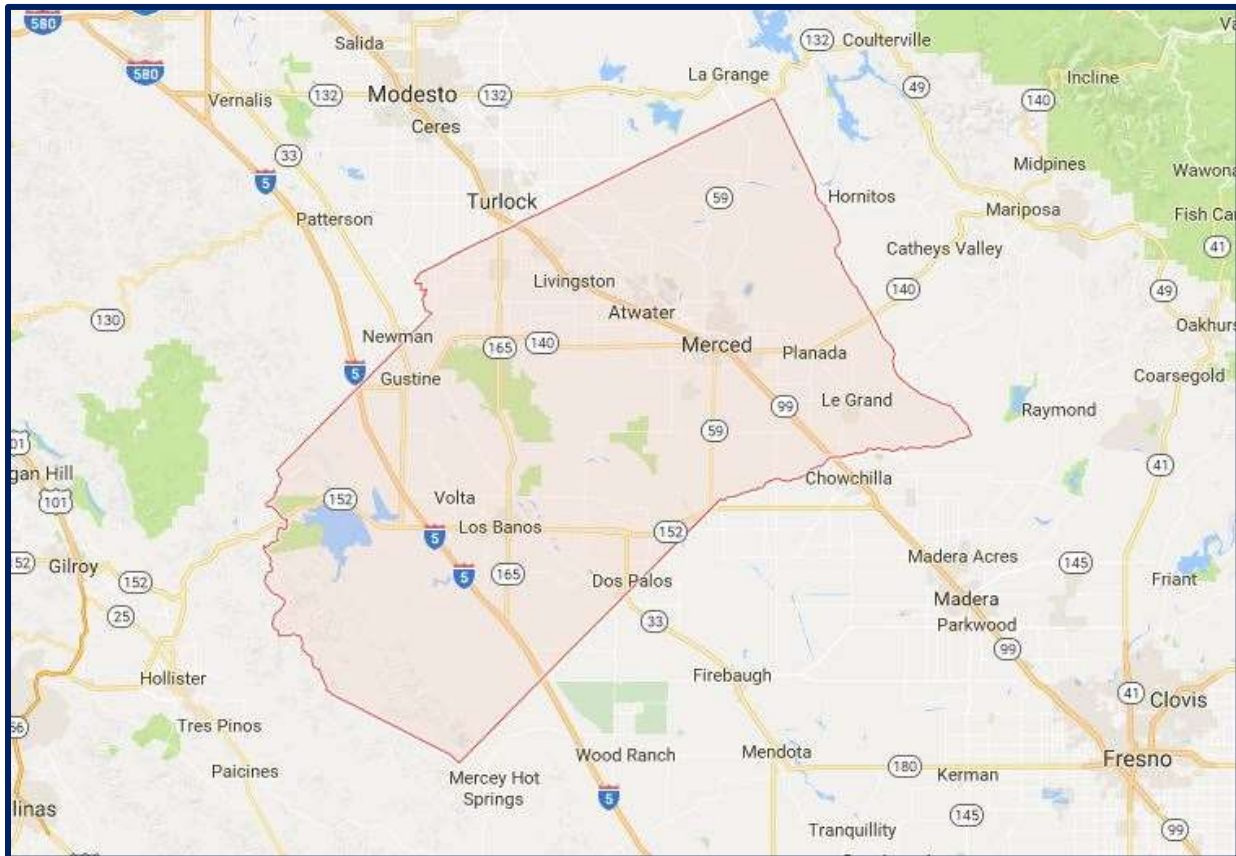 580
132
Coulterville
Va
Salida
La Grange
580
Incline
Vernalis
132
Modesto
132
49
140
Ceres
33
Midpines
5
59
Hornitos
Wawona
Turlock
Patterson
Mariposa
Fish Car
41
Catheys Valley
Livingston
140
49
130
Atwater
Newman
165
140
Merced
Planada
Oakhurs
5
Gustine
Coarsegold
99
Le Grand
Raymond
59
01
gan Hill
41
Chowchilla
101
152
Volta
Los Banos
152
5
152
Gilroy
Madera Acres
145
152
5
165
Dos Palos
Friant
25
Madera
33
Parkwood
99
Hollister
Firebaugh
41
Clovis
Tres Pinos
56
Wood Ranch
Mendota
Fresno
Paicines
Mercey Hot
Springs
180
Kerman
5
linas
145
Tranquillity
99